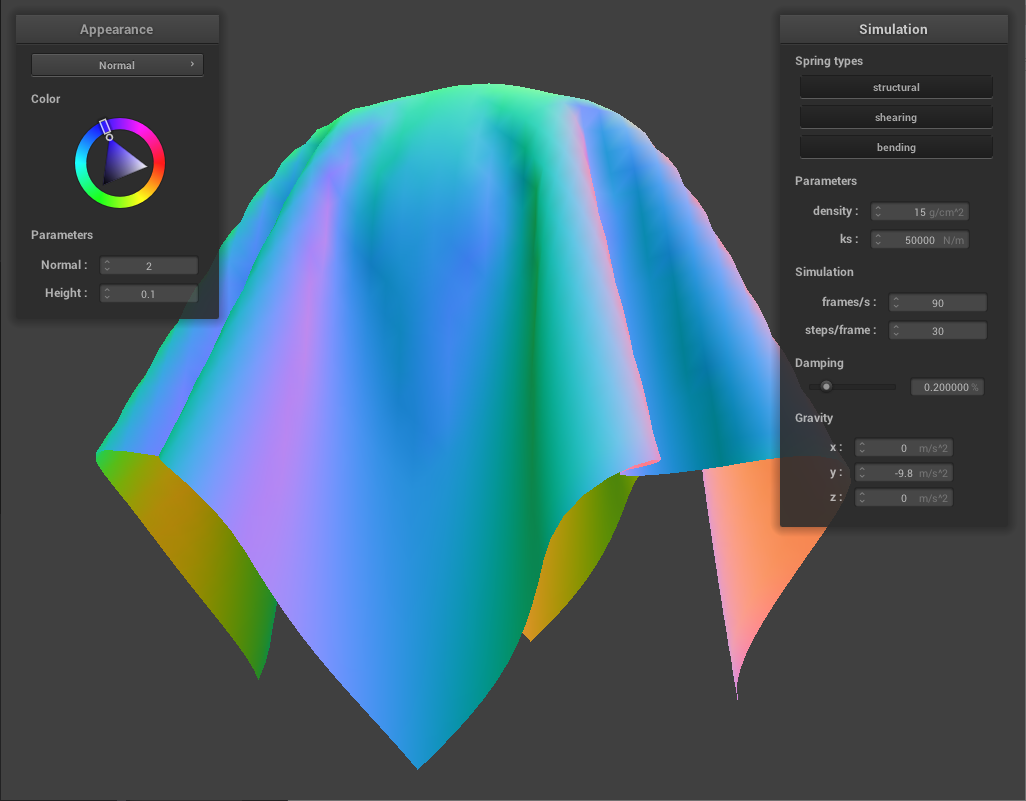 Appearance
Normal ›
Color
Parameters
Normal : 2
Height : 0.1
Simulation
Spring types
structural
shearing
bending
Parameters
density : 15 g/cm^2
ks : 50000 N/m
Simulation
frames/s : 90
steps/frame : 30
Damping
0.200000 %
Gravity
x : 0 m/s^2
y : -9.8 m/s^2
z : 0 m/s^2